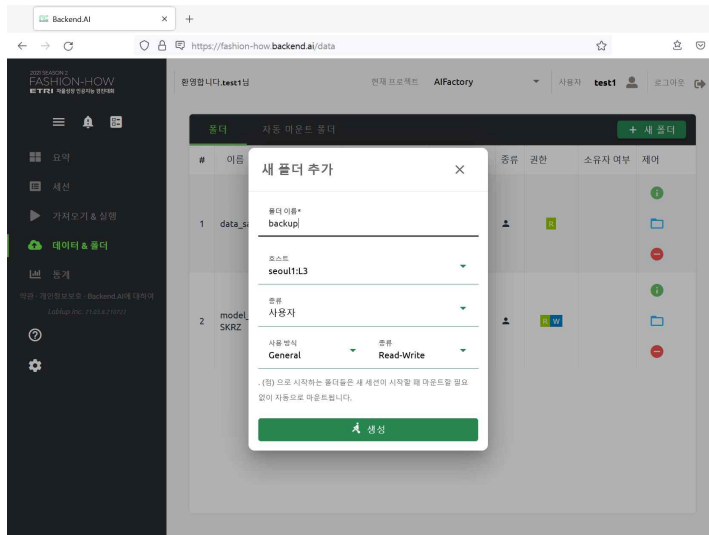 Backend.AI
https://fashion-how.backend.ai/data
2021 SEASON 2
FASHION-HOW
ETRI 자율성장 인공지능 경진대회
요약
세션
가져오기 & 실행
데이터 & 폴더
통계
약관 · 개인정보보호 · Backend.AI에 대하여
Lablup Inc.
환영합니다.test1님
현재 프로젝트 AIFactory
사용자 test1
로그아웃
폴더 자동 마운트 폴더
+ 새 폴더
# 이름 종류 권한 소유자 여부 제어
1 data_sa R
2 model_
SKRZ R W
새 폴더 추가
폴더 이름*
backup
호스트
seoul1:L3
종류
사용자
사용 방식 종류
General Read-Write
. (점) 으로 시작하는 폴더들은 새 세션이 시작할 때 마운트할 필요
없이 자동으로 마운트됩니다.
생성